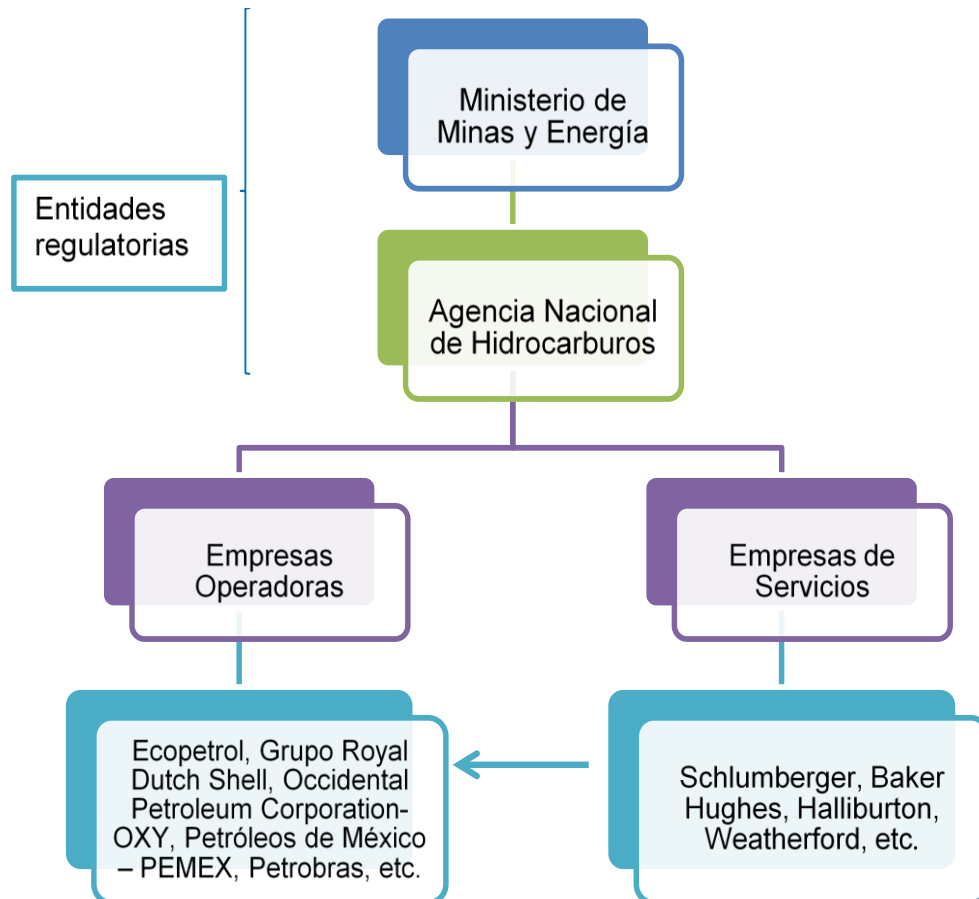 Ministerio de
Minas y Energía
Entidades
regulatorias
Agencia Nacional
de Hidrocarburos
Empresas
Operadoras
Empresas de
Servicios
Ecopetrol, Grupo Royal
Dutch Shell, Occidental
Petroleum Corporation-
OXY, Petróleos de México
– PEMEX, Petrobras, etc.
Schlumberger, Baker
Hughes, Halliburton,
Weatherford, etc.